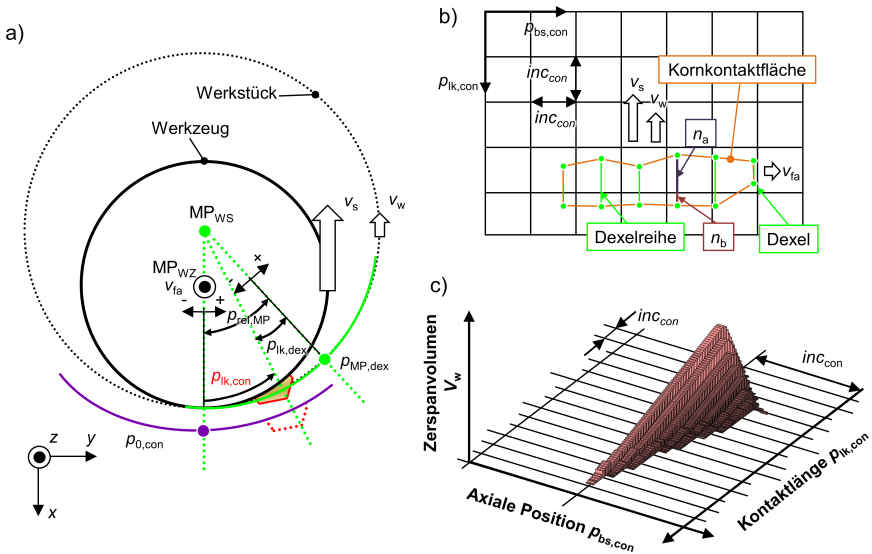 a)
Werkstück
Werkzeug
MP_WS
v_s
v_w
MP_WZ
v_fa
- +
- +
p_rel,MP
p_lk,dex
p_MP,dex
p_lk,con
p_0,con
z
y
x
b)
p_bs,con
p_lk,con
inc_con
inc_con
Kornkontaktfläche
v_s
v_w
n_a
v_fa
Dexelreihe
n_b
Dexel
c)
inc_con
inc_con
Zerspanvolumen
V_w
Axiale Position p_bs,con
Kontaktlänge p_lk,con